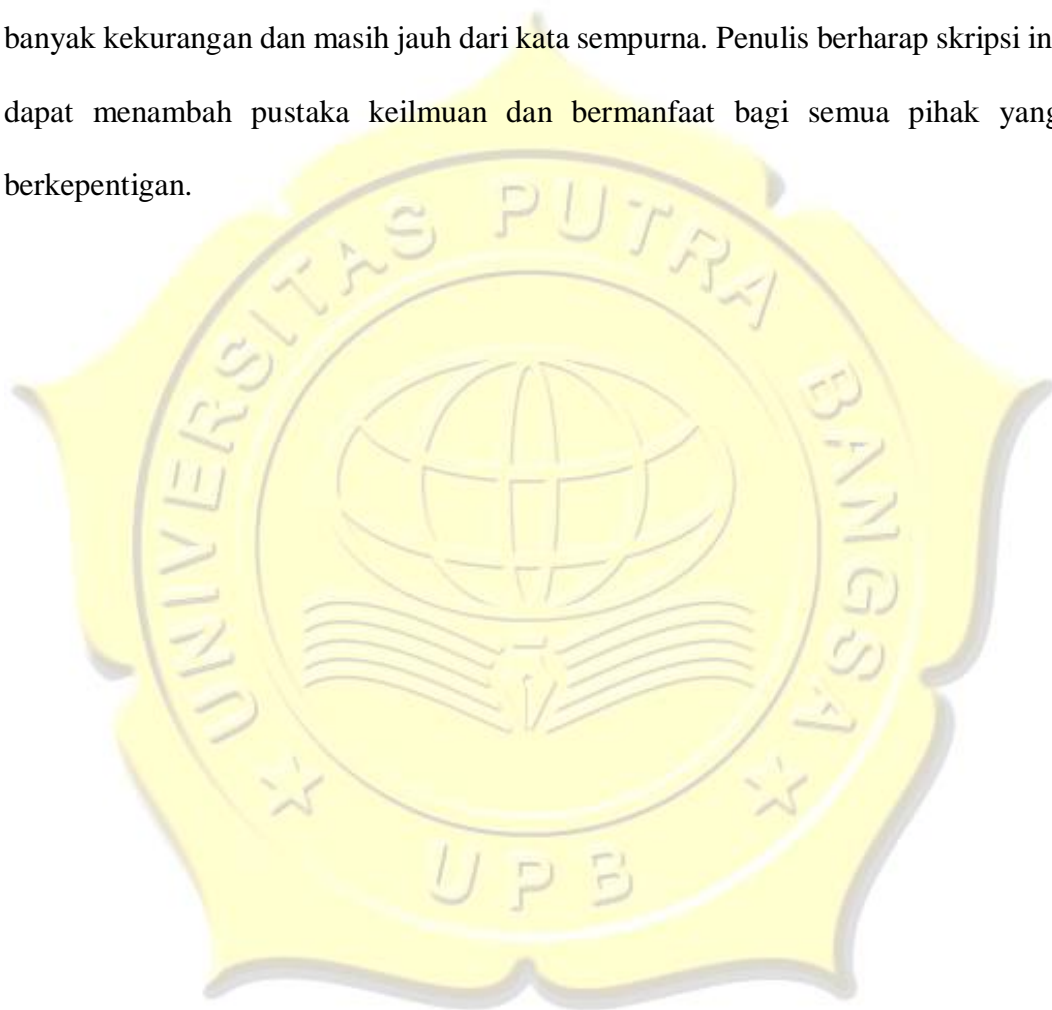 banyak kekurangan dan masih jauh dari kata sempurna. Penulis berharap skripsi in
dapat menambah pustaka keilmuan dan bermanfaat bagi semua pihak yang
berkepentigan.
UNIVERSITAS PUTRA BANGSA
UPB